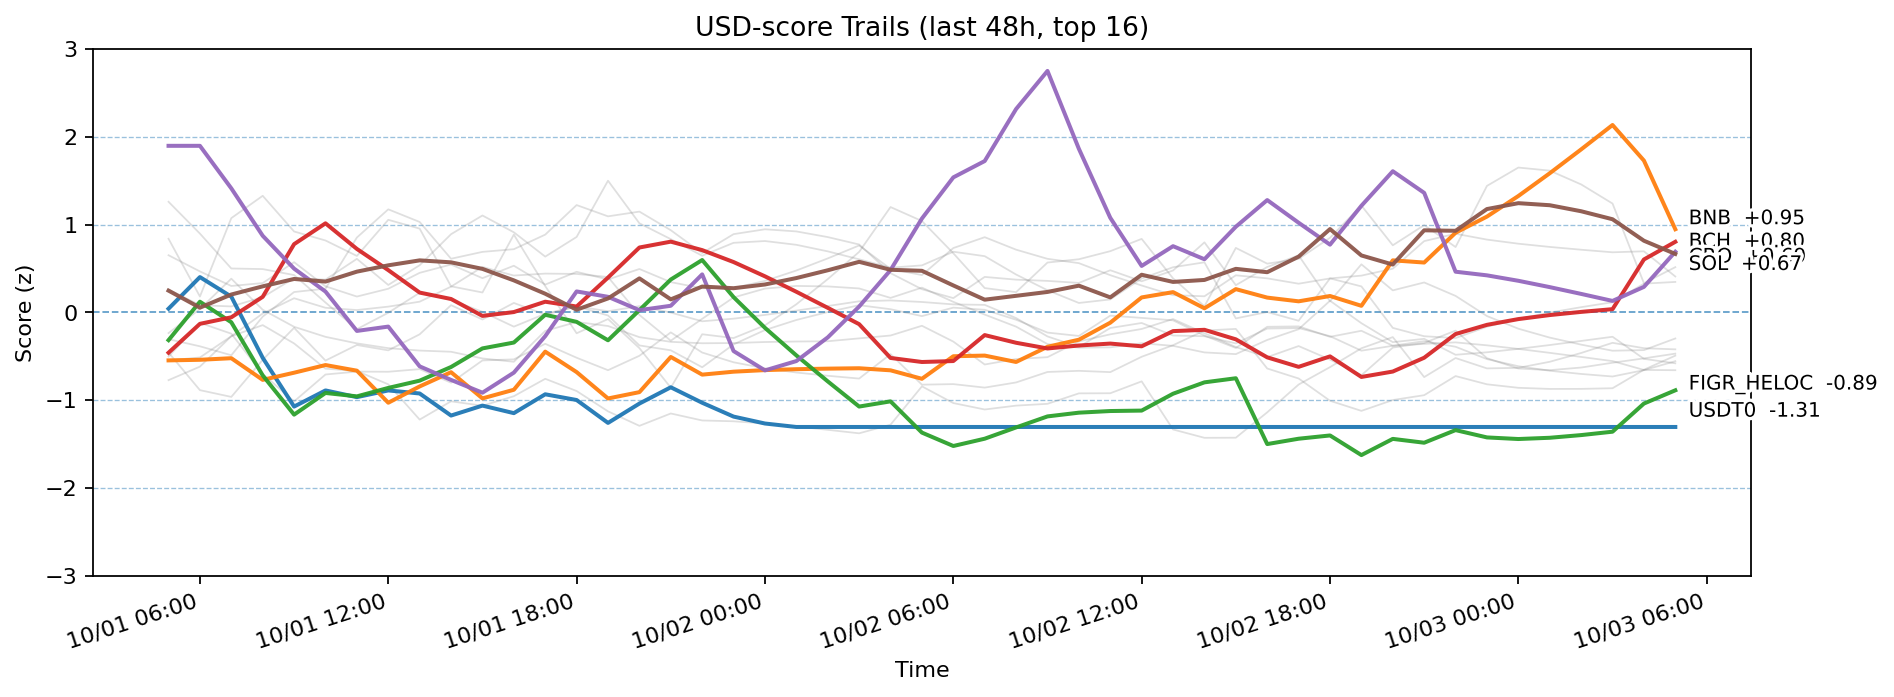 USD-score Trails (last 48h, top 16)
Score (z)
3
2
1
0
−1
−2
−3
BNB +0.95
BCH +0.80
SOL +0.67
FIGR_HELOC -0.89
USDT0 -1.31
10/01 06:00
10/01 12:00
10/01 18:00
10/02 00:00
10/02 06:00
10/02 12:00
10/02 18:00
10/03 00:00
10/03 06:00
Time